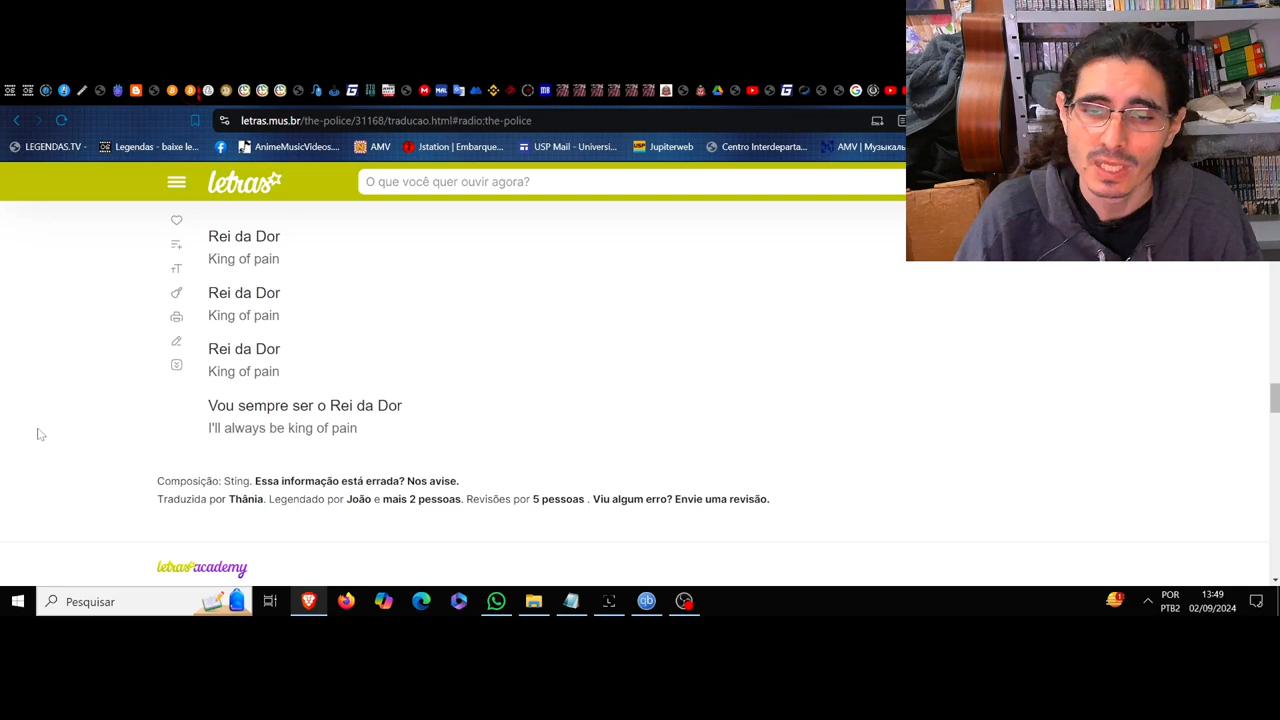 letras.mus.br/the-police/31168/traducao.html#radio:the-police
LEGENDAS.TV -
Legendas - baixe le...
AnimeMusicVideos....
AMV
Jstation | Embarque...
USP Mail - Universi...
Jupiterweb
Centro Interdeparta...
AMV | Музыкаль
letras
O que você quer ouvir agora?
Rei da Dor
King of pain
Rei da Dor
King of pain
Rei da Dor
King of pain
Vou sempre ser o Rei da Dor
I'll always be king of pain
Composição: Sting. Essa informação está errada? Nos avise.
Traduzida por Thânia. Legendado por João e mais 2 pessoas. Revisões por 5 pessoas . Viu algum erro? Envie uma revisão.
letras academy
Pesquisar
POR
PTB2
13:49
02/09/2024